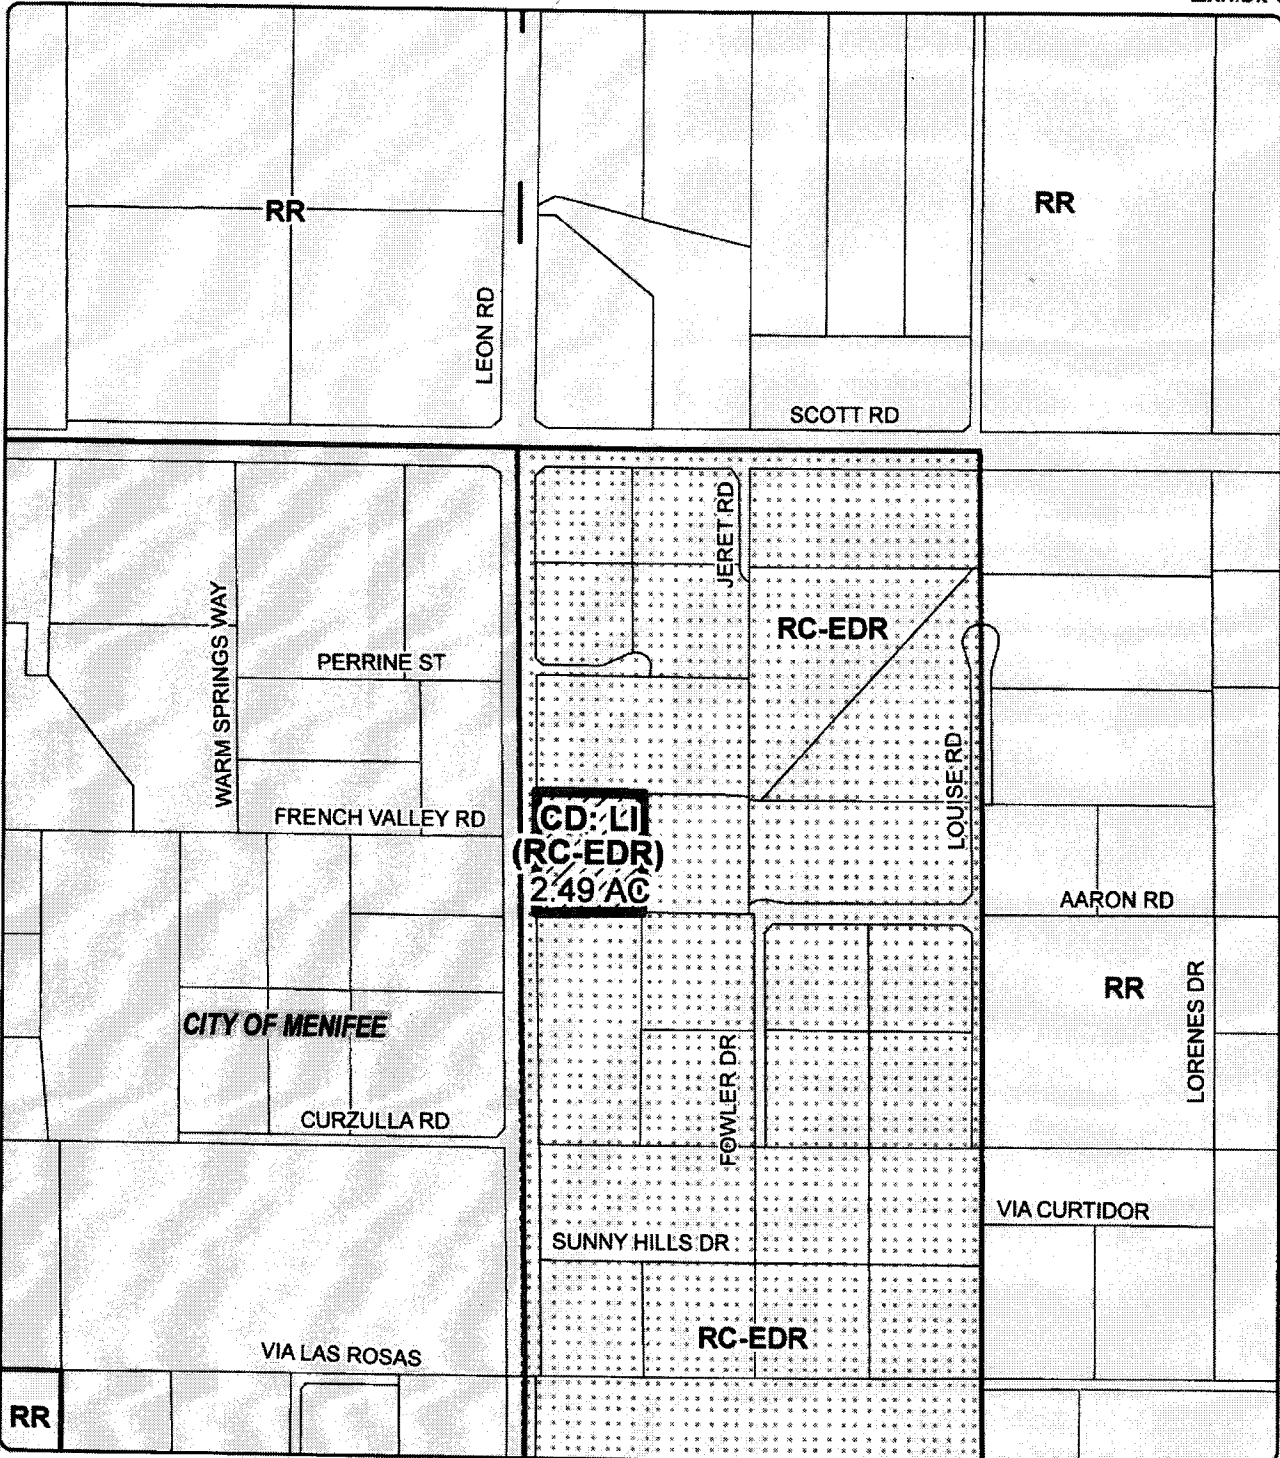 RR
RR
LEON RD
SCOTT RD
JERET RD
WARM SPRINGS WAY
RC-EDR
PERRINE ST
LOUISE RD
FRENCH VALLEY RD
CD: LI
(RC-EDR)
2.49 AC
AARON RD
RR
LORENES DR
CITY OF MENIFEE
FOWLER DR
CURZULLA RD
VIA CURTIDOR
SUNNY HILLS DR
RC-EDR
VIA LAS ROSAS
RR